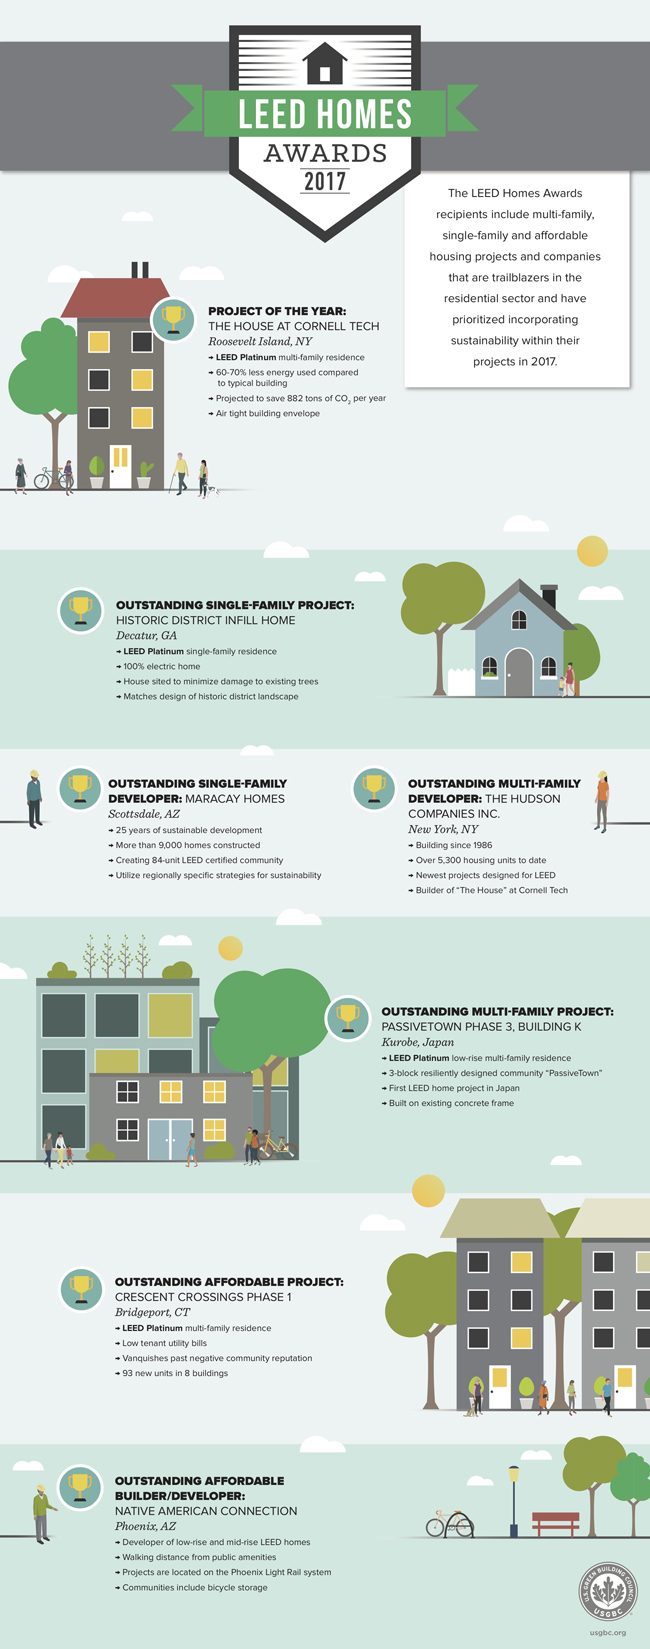 LEED HOMES
AWARDS
2017
The LEED Homes Awards
recipients include multi-family,
single-family and affordable
housing projects and companies
that are trailblazers in the
residential sector and have
prioritized incorporating
sustainability within their
projects in 2017.
PROJECT OF THE YEAR:
THE HOUSE AT CORNELL TECH
Roosevelt Island, NY
→ LEED Platinum multi-family residence
→ 60-70% less energy used compared
to typical building
→ Projected to save 882 tons of CO₂ per year
→ Air tight building envelope
OUTSTANDING SINGLE-FAMILY PROJECT:
HISTORIC DISTRICT INFILL HOME
Decatur, GA
→ LEED Platinum single-family residence
→ 100% electric home
→ House sited to minimize damage to existing trees
→ Matches design of historic district landscape
OUTSTANDING SINGLE-FAMILY
DEVELOPER: MARACAY HOMES
Scottsdale, AZ
→ 25 years of sustainable development
→ More than 9,000 homes constructed
→ Creating 84-unit LEED certified community
→ Utilize regionally specific strategies for sustainability
OUTSTANDING MULTI-FAMILY
DEVELOPER: THE HUDSON
COMPANIES INC.
New York, NY
→ Building since 1986
→ Over 5,300 housing units to date
→ Newest projects designed for LEED
→ Builder of “The House” at Cornell Tech
OUTSTANDING MULTI-FAMILY PROJECT:
PASSIVETOWN PHASE 3, BUILDING K
Kurobe, Japan
→ LEED Platinum low-rise multi-family residence
→ 3-block resiliently designed community “PassiveTown”
→ First LEED home project in Japan
→ Built on existing concrete frame
OUTSTANDING AFFORDABLE PROJECT:
CRESCENT CROSSINGS PHASE 1
Bridgeport, CT
→ LEED Platinum multi-family residence
→ Low tenant utility bills
→ Vanquishes past negative community reputation
→ 93 new units in 8 buildings
OUTSTANDING AFFORDABLE
BUILDER/DEVELOPER:
NATIVE AMERICAN CONNECTION
Phoenix, AZ
→ Developer of low-rise and mid-rise LEED homes
→ Walking distance from public amenities
→ Projects are located on the Phoenix Light Rail system
→ Communities include bicycle storage
U.S. GREEN BUILDING COUNCIL
USGBC
usgbc.org